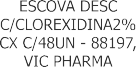 ESCOVA DESC
C/CLOREXIDINA2%
CX C/48UN - 88197,
VIC PHARMA